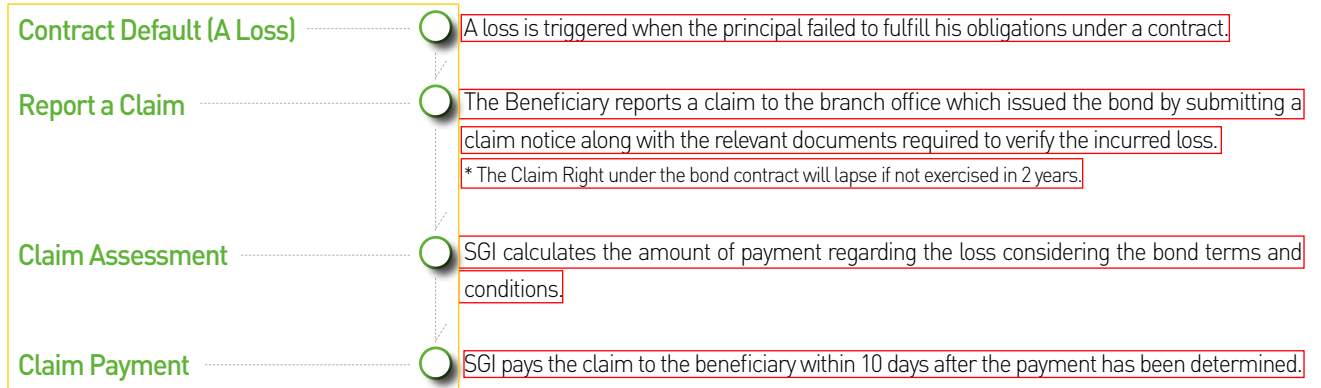 Contract Default (A Loss)
A loss is triggered when the principal failed to fulfill his obligations under a contract.
Report a Claim
The Beneficiary reports a claim to the branch office which issued the bond by submitting a
claim notice along with the relevant documents required to verify the incurred loss.
* The Claim Right under the bond contract will lapse if not exercised in 2 years.
Claim Assessment
SGI calculates the amount of payment regarding the loss considering the bond terms and
conditions.
Claim Payment
SGI pays the claim to the beneficiary within 10 days after the payment has been determined.